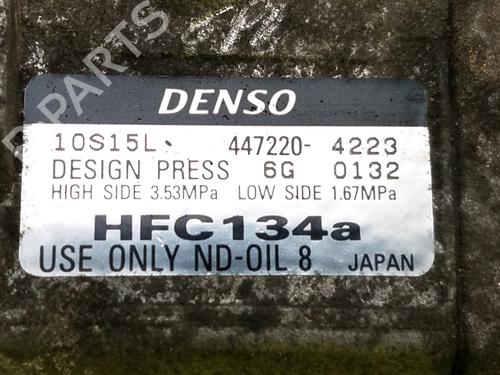 B PARTS
DENSO
10S15L 447220- 4223
DESIGN PRESS 6G 0132
HIGH SIDE 3.53MPa LOW SIDE 1.67MPa
HFC134a
USE ONLY ND-OIL 8 JAPAN